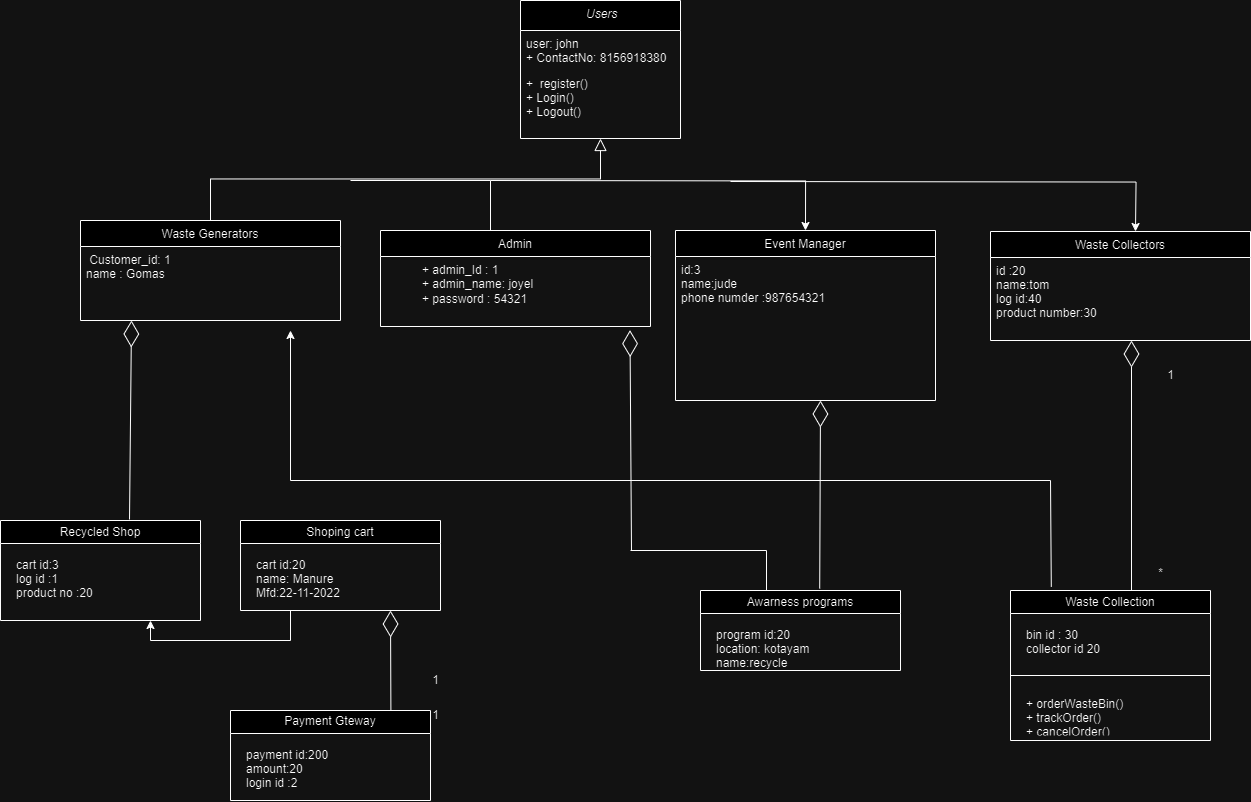 Users
user: john
+ ContactNo: 8156918380
+ register()
+ Login()
+ Logout()
Waste Generators
Customer_id: 1
name : Gomas
Admin
+ admin_Id : 1
+ admin_name: joyel
+ password : 54321
Event Manager
id:3
name:jude
phone numder :987654321
Waste Collectors
id :20
name:tom
log id:40
product number:30
1
*
Recycled Shop
cart id:3
log id :1
product no :20
Shoping cart
cart id:20
name: Manure
Mfd:22-11-2022
1
1
Payment Gteway
payment id:200
amount:20
login id :2
Awarness programs
program id:20
location: kotayam
name:recycle
Waste Collection
bin id : 30
collector id 20
+ orderWasteBin()
+ trackOrder()
+ cancelOrder()